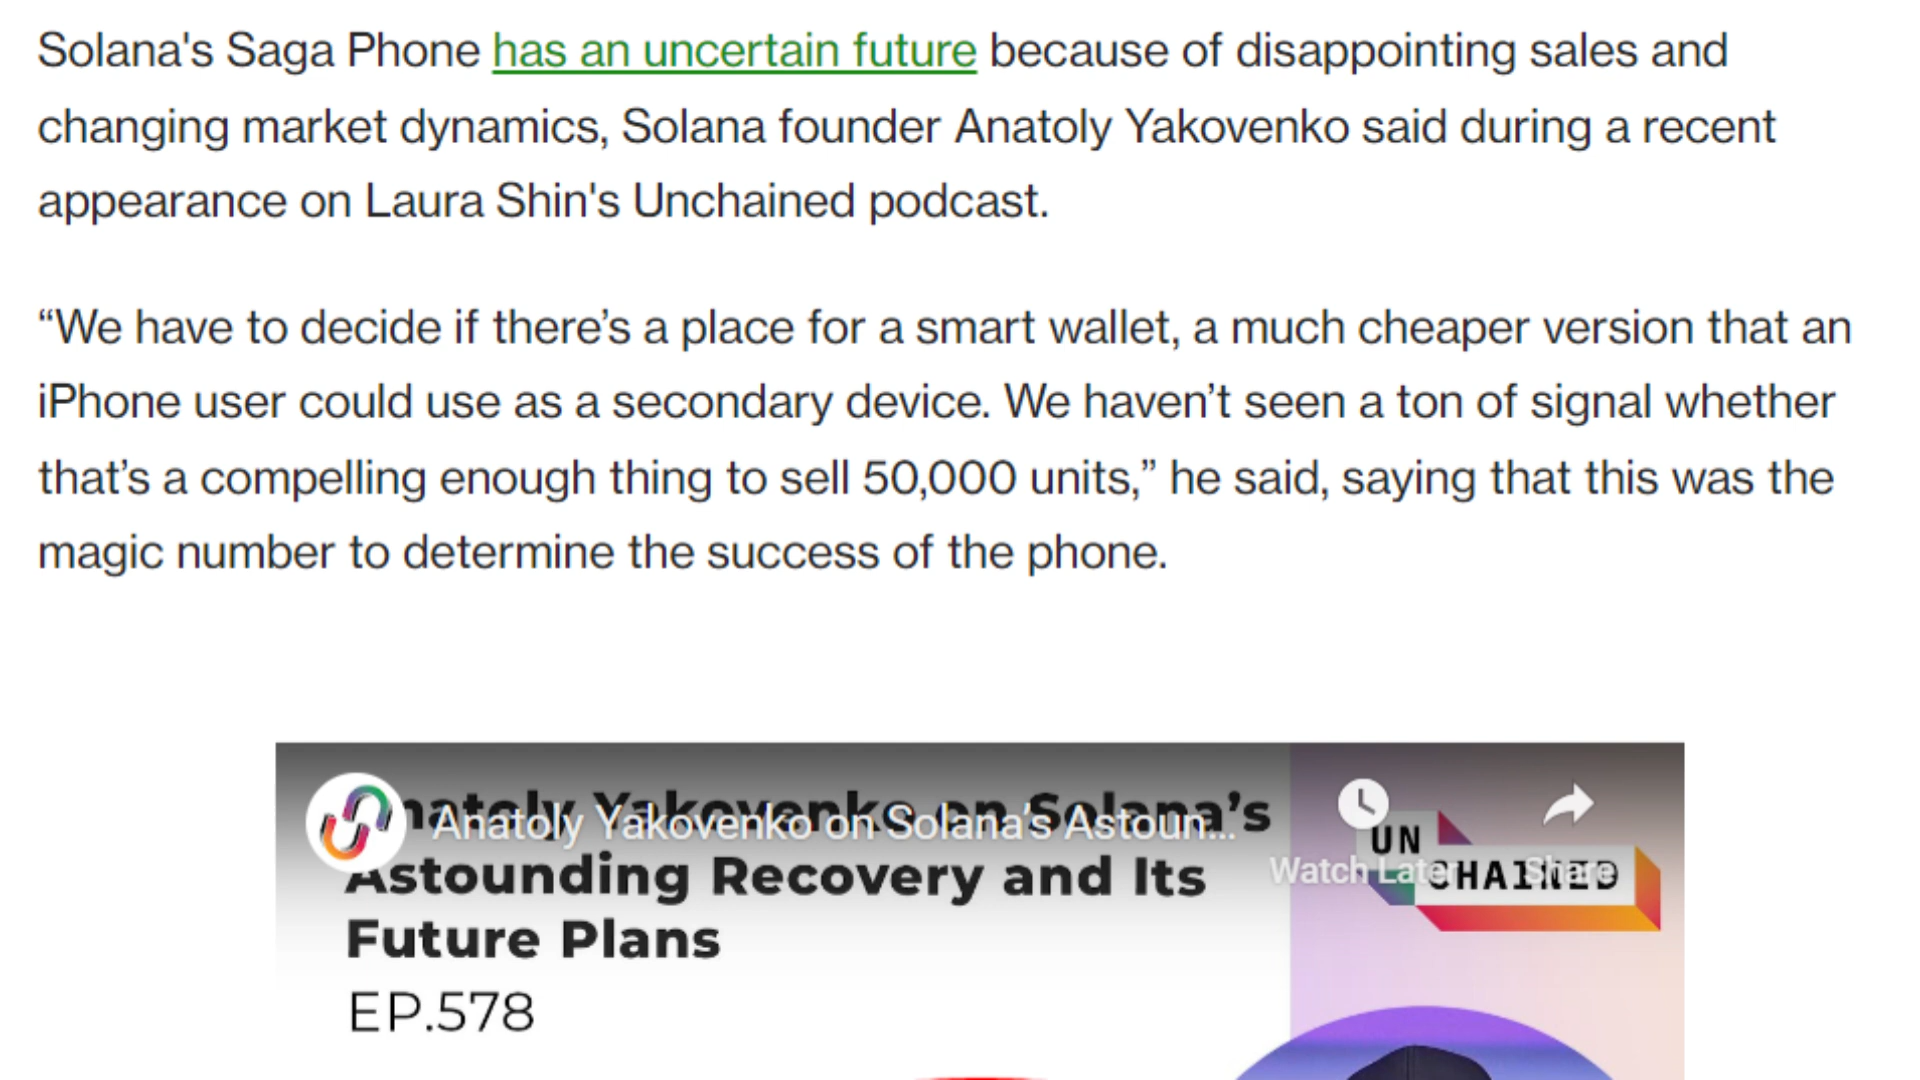 Solana's Saga Phone has an uncertain future because of disappointing sales and
changing market dynamics, Solana founder Anatoly Yakovenko said during a recent
appearance on Laura Shin's Unchained podcast.
“We have to decide if there’s a place for a smart wallet, a much cheaper version that an
iPhone user could use as a secondary device. We haven’t seen a ton of signal whether
that’s a compelling enough thing to sell 50,000 units,” he said, saying that this was the
magic number to determine the success of the phone.
Anatoly Yakovenko on Solana's Astoun...
Anatoly Yakovenko on Solana’s
Astounding Recovery and Its
Future Plans
EP.578
Watch Later
Share
UN
CHAINED